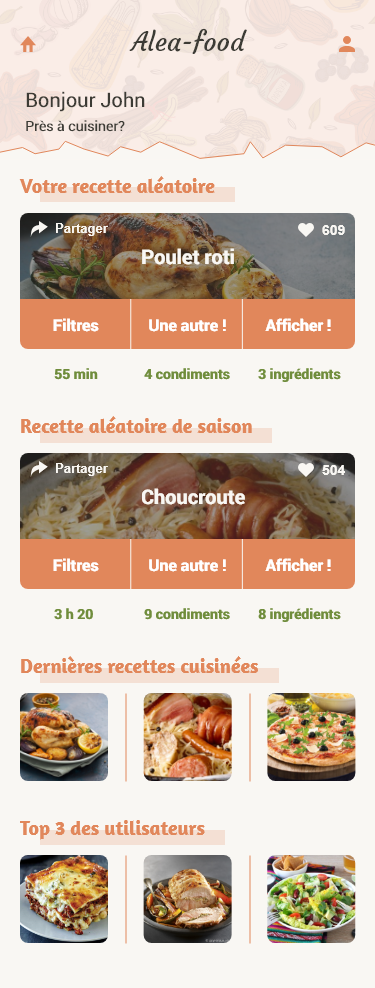 Alea-food
Bonjour John
Près à cuisiner?
Votre recette aléatoire
Partager
609
Poulet roti
Filtres
Une autre !
Afficher !
55 min
4 condiments
3 ingrédients
Recette aléatoire de saison
Partager
504
Choucroute
Filtres
Une autre !
Afficher !
3 h 20
9 condiments
8 ingrédients
Dernières recettes cuisinées
Top 3 des utilisateurs